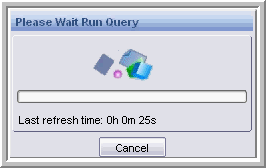 Please Wait Run Query
Last refresh time: 0h 0m 25s
Cancel